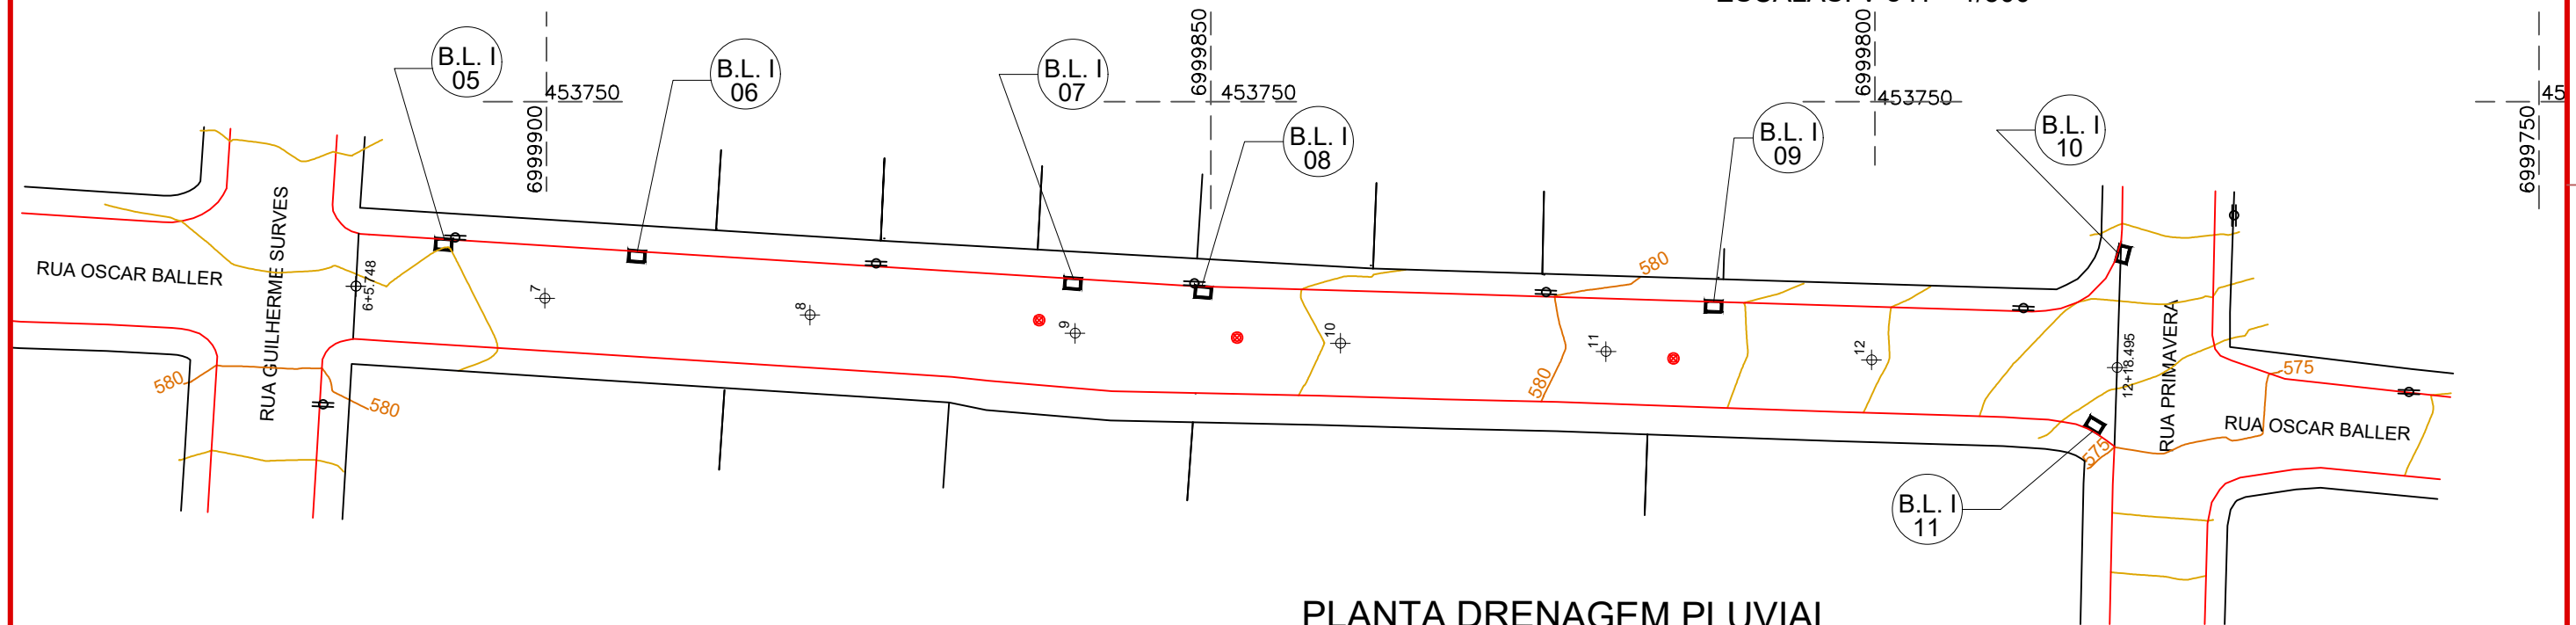 B.L. I
05
B.L. I
06
B.L. I
07
B.L. I
08
B.L. I
09
B.L. I
10
B.L. I
11
453750
6999900
6999850
453750
6999800
453750
45
6999750
RUA OSCAR BALLER
RUA GUILHERME SURVES
6+5.748
7
8
9
10
11
12
12+18.495
RUA PRIMAVERA
RUA OSCAR BALLER
580
580
580
580
575
575
PLANTA DRENAGEM PLUVIAL